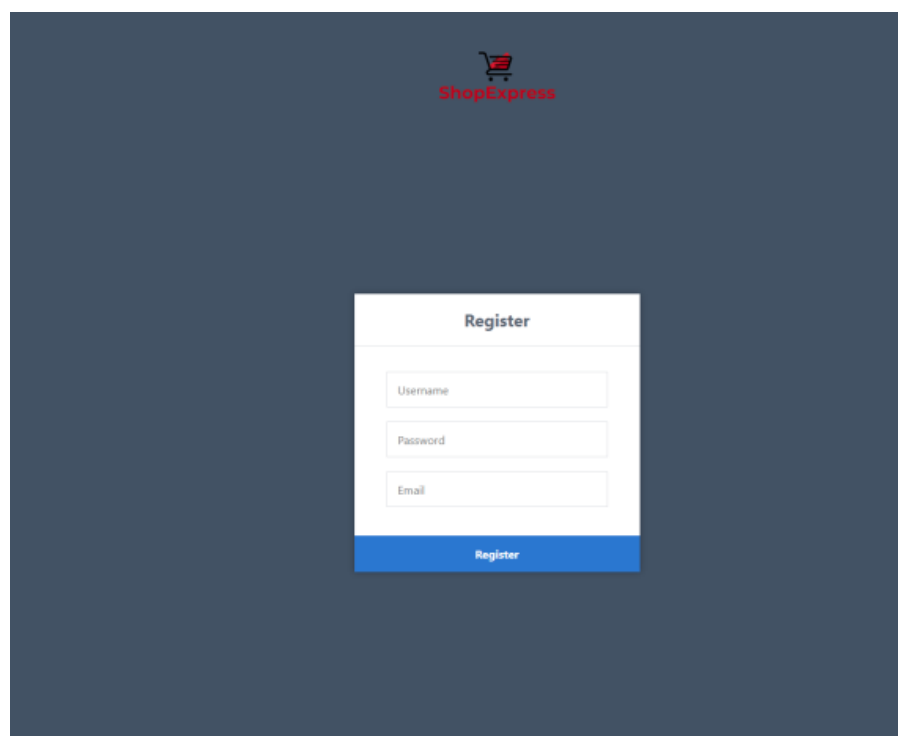 ShopExpress
Register
Username
Password
Email
Register